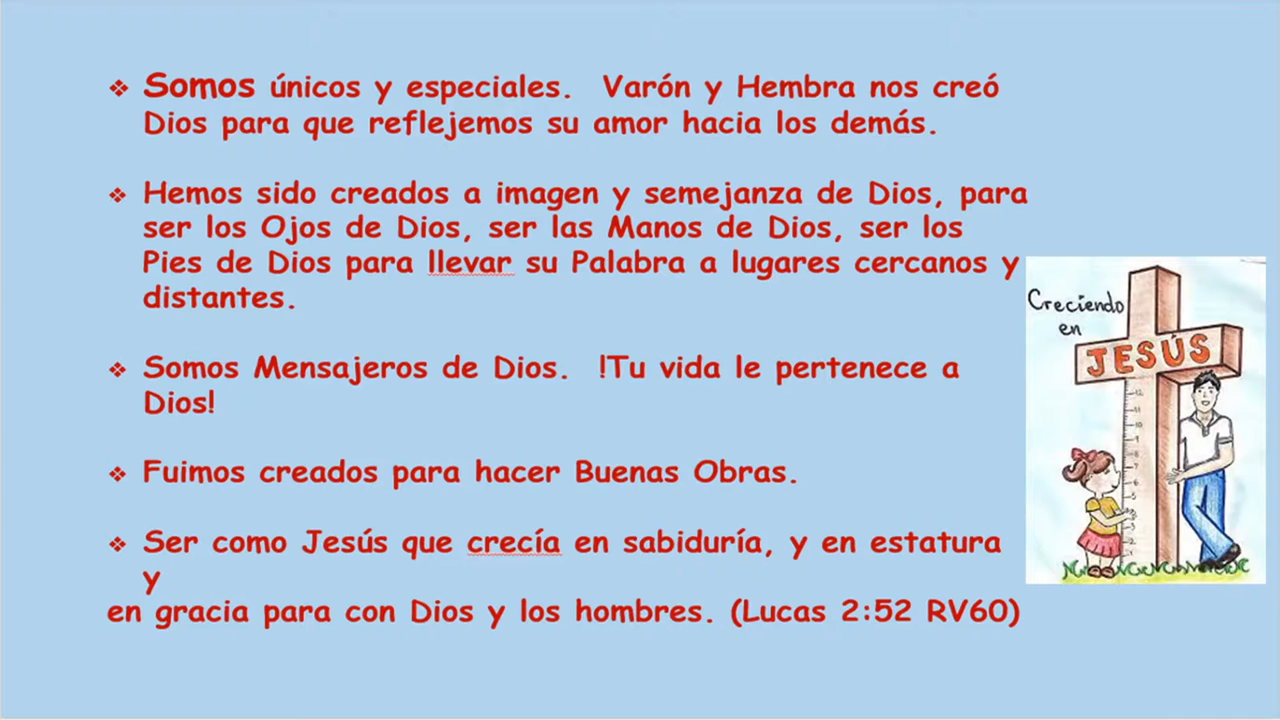 ❖ Somos únicos y especiales.  Varón y Hembra nos creó
Dios para que reflejemos su amor hacia los demás.
❖ Hemos sido creados a imagen y semejanza de Dios, para
ser los Ojos de Dios, ser las Manos de Dios, ser los
Pies de Dios para llevar su Palabra a lugares cercanos y
distantes.
❖ Somos Mensajeros de Dios.  !Tu vida le pertenece a
Dios!
❖ Fuimos creados para hacer Buenas Obras.
❖ Ser como Jesús que crecía en sabiduría, y en estatura
y
en gracia para con Dios y los hombres. (Lucas 2:52 RV60)
Creciendo
en
JESÚS